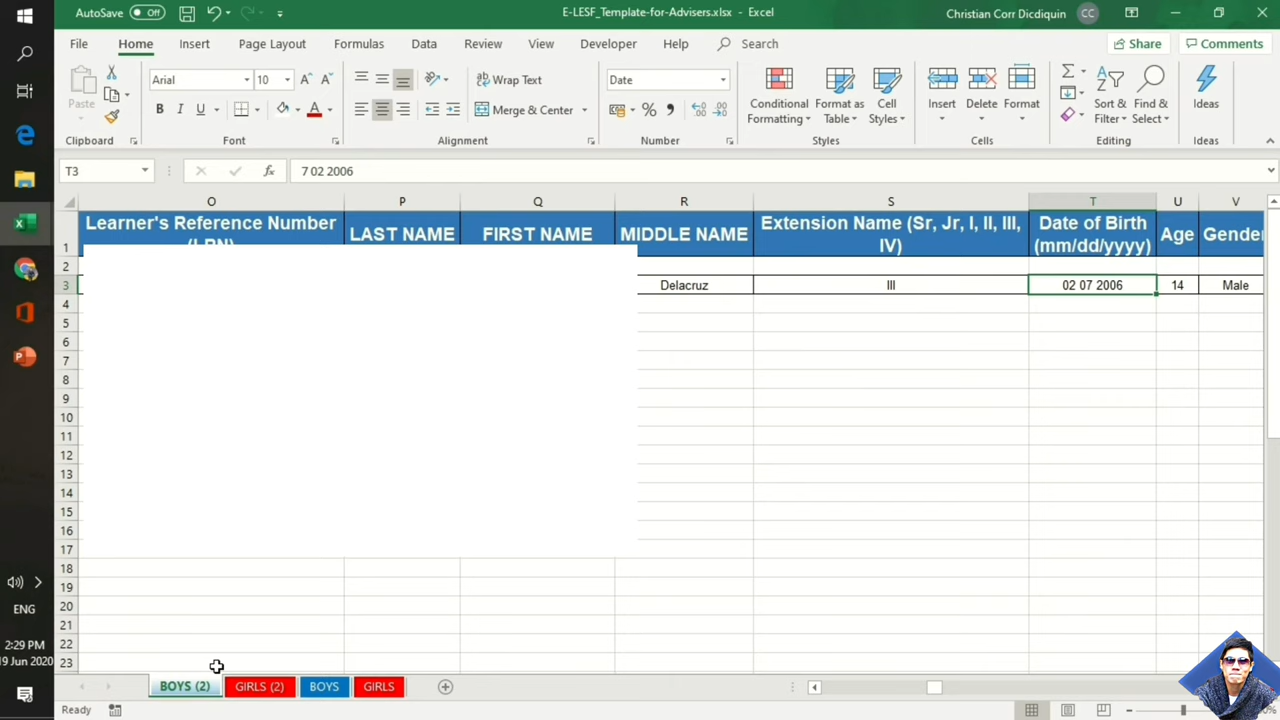 AutoSave Off
E-LESF_Template-for-Advisers.xlsx - Excel
Christian Corr Dicdiquin CC
File Home Insert Page Layout Formulas Data Review View Developer Help Search Share Comments
Arial 10 Wrap Text Date
Paste Merge & Center Conditional Formatting Format as Table Cell Styles Insert Delete Format Sort & Filter Find & Select Ideas
Clipboard Font Alignment Number Styles Cells Editing Ideas
T3 fx 7 02 2006
O P Q R S T U V
Learner's Reference Number LAST NAME FIRST NAME MIDDLE NAME Extension Name (Sr, Jr, I, II, III, IV) Date of Birth (mm/dd/yyyy) Age Gender
1
2
3 Delacruz III 02 07 2006 14 Male
4
5
6
7
8
9
10
11
12
13
14
15
16
17
18
19
20
21
22
23
ENG
2:29 PM
19 Jun 2020
BOYS (2) GIRLS (2) BOYS GIRLS
Ready